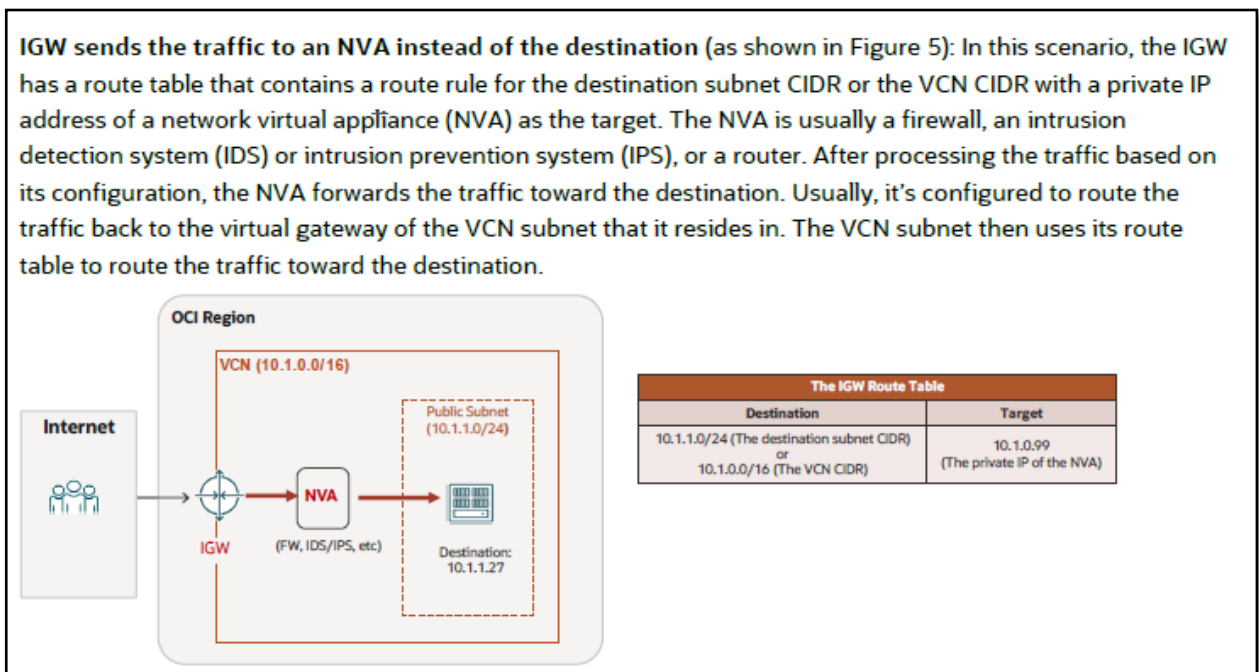 IGW sends the traffic to an NVA instead of the destination (as shown in Figure 5): In this scenario, the IGW
has a route table that contains a route rule for the destination subnet CIDR or the VCN CIDR with a private IP
address of a network virtual appliance (NVA) as the target. The NVA is usually a firewall, an intrusion
detection system (IDS) or intrusion prevention system (IPS), or a router. After processing the traffic based on
its configuration, the NVA forwards the traffic toward the destination. Usually, it's configured to route the
traffic back to the virtual gateway of the VCN subnet that it resides in. The VCN subnet then uses its route
table to route the traffic toward the destination.
OCI Region
VCN (10.1.0.0/16)
Public Subnet
(10.1.1.0/24)
Internet
NVA
IGW
(FW, IDS/IPS, etc)
Destination:
10.1.1.27
The IGW Route Table
Destination
Target
10.1.1.0/24 (The destination subnet CIDR)
or
10.1.0.0/16 (The VCN CIDR)
10.1.0.99
(The private IP of the NVA)